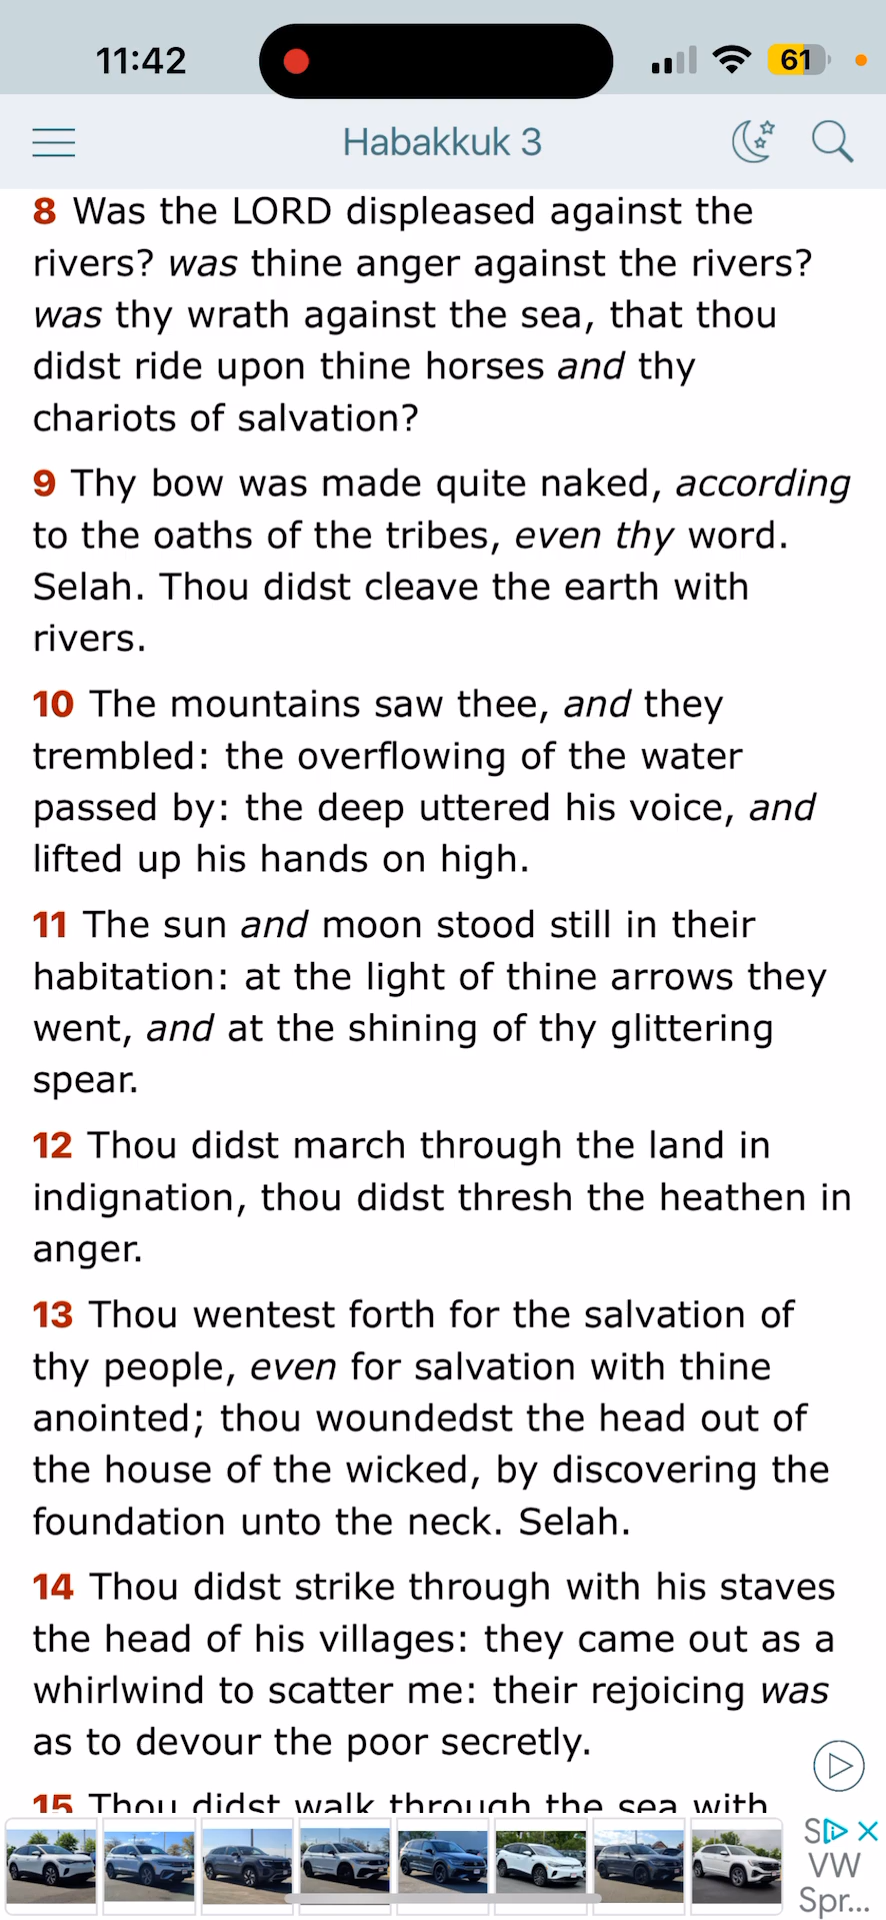 11:42
61
Habakkuk 3
8 Was the LORD displeased against the
rivers? was thine anger against the rivers?
was thy wrath against the sea, that thou
didst ride upon thine horses and thy
chariots of salvation?
9 Thy bow was made quite naked, according
to the oaths of the tribes, even thy word.
Selah. Thou didst cleave the earth with
rivers.
10 The mountains saw thee, and they
trembled: the overflowing of the water
passed by: the deep uttered his voice, and
lifted up his hands on high.
11 The sun and moon stood still in their
habitation: at the light of thine arrows they
went, and at the shining of thy glittering
spear.
12 Thou didst march through the land in
indignation, thou didst thresh the heathen in
anger.
13 Thou wentest forth for the salvation of
thy people, even for salvation with thine
anointed; thou woundedst the head out of
the house of the wicked, by discovering the
foundation unto the neck. Selah.
14 Thou didst strike through with his staves
the head of his villages: they came out as a
whirlwind to scatter me: their rejoicing was
as to devour the poor secretly.
15 Thou didst walk through the sea with
VW
Spr...